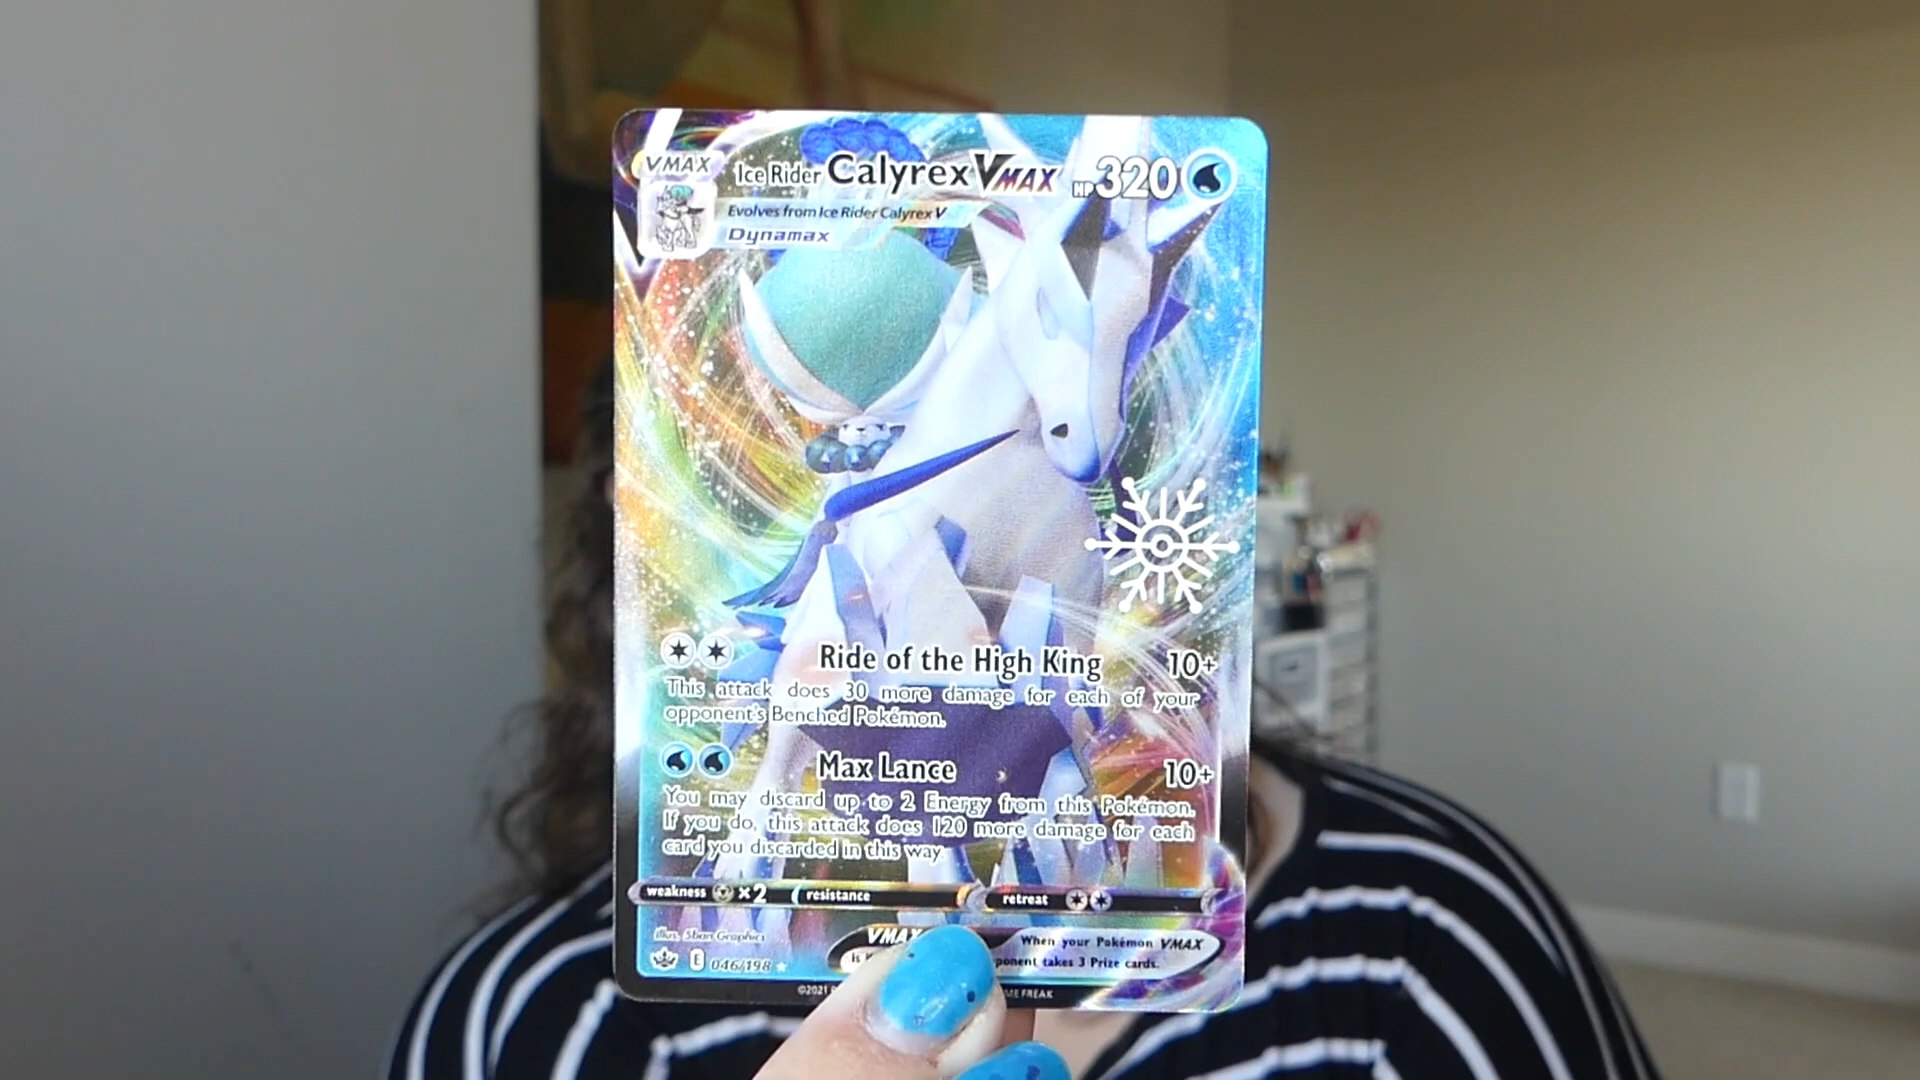 VMAX
Ice Rider Calyrex VMAX HP 320
Evolves from Ice Rider Calyrex V
Dynamax
Ride of the High King 10+
This attack does 30 more damage for each of your
opponent's Benched Pokémon.
Max Lance 10+
You may discard up to 2 Energy from this Pokémon.
If you do, this attack does 120 more damage for each
card you discarded in this way.
weakness ×2 resistance retreat
Illus. 5ban Graphics
VMAX
When your Pokémon VMAX
is
takes 3 Prize cards.
E 046/198
©2021
FREAK